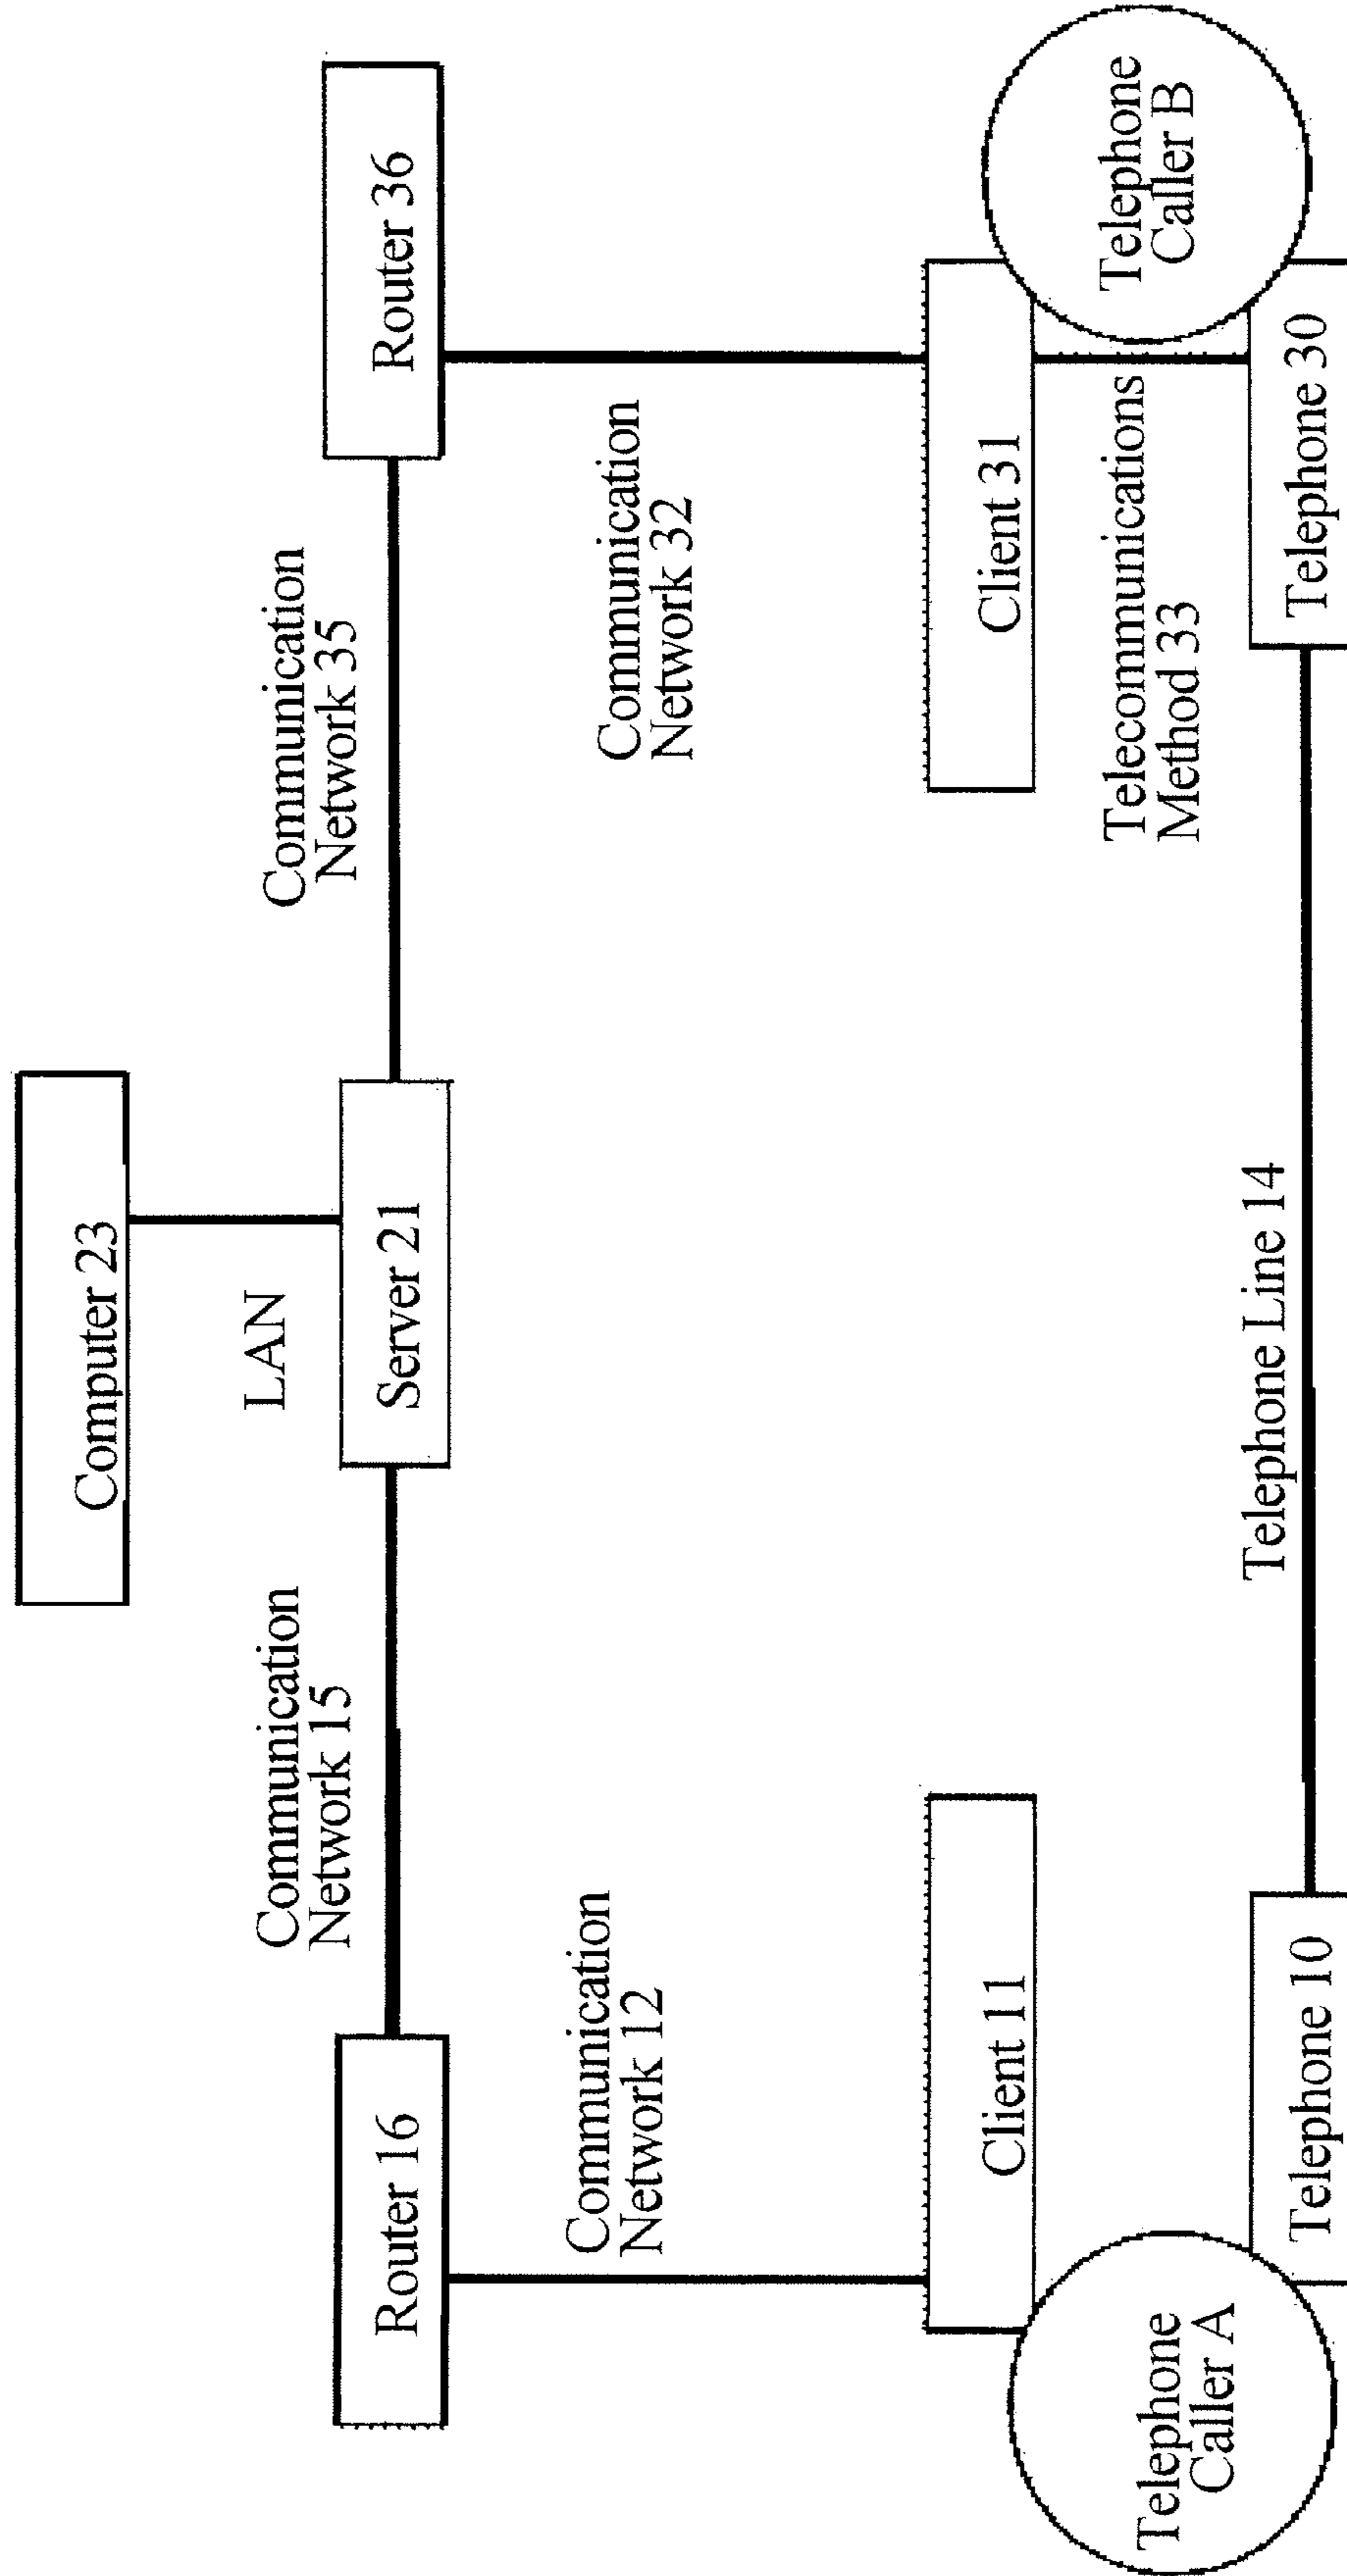 Computer 23
LAN
Communication
Network 15
Communication
Network 35
Router 16
Server 21
Router 36
Communication
Network 12
Communication
Network 32
Client 11
Client 31
Telephone
Caller A
Telecommunications
Method 33
Telephone
Caller B
Telephone 10
Telephone Line 14
Telephone 30